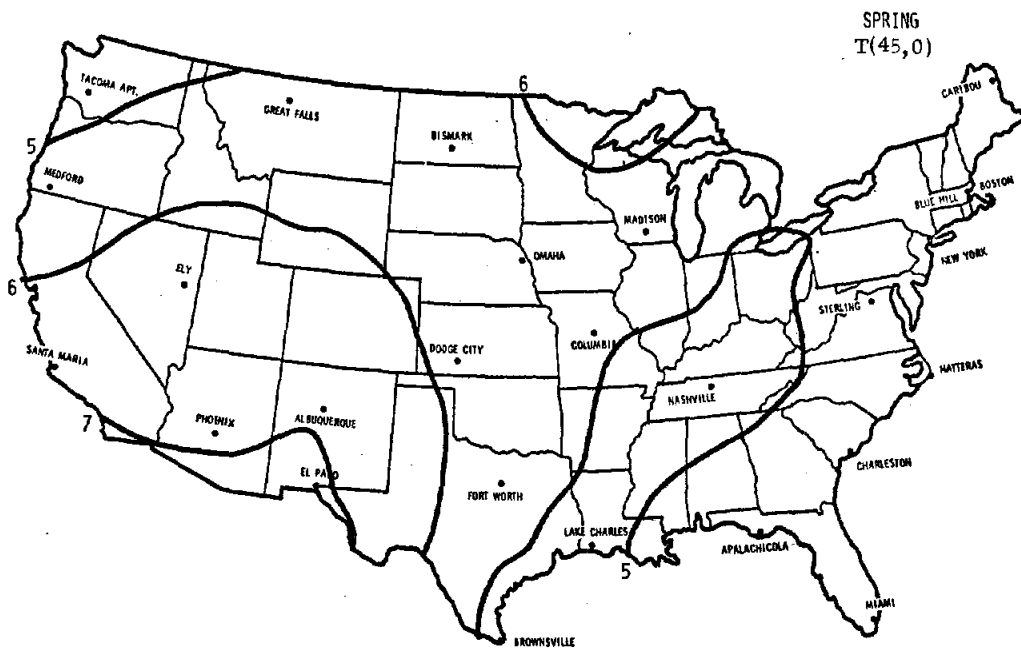 SPRING
T(45,0)
6
CARIBOU
TACOMA APT.
GREAT FALLS
5
BISMARK
MEDFORD
BLUE HILL
BOSTON
MADISON
NEW YORK
OMAHA
6
ELY
STERLING
COLUMBIA
DODGE CITY
SANTA MARIA
HATTERAS
NASHVILLE
7
PHOENIX
ALBUQUERQUE
CHARLESTON
EL PASO
FORT WORTH
LAKE CHARLES
APALACHICOLA
5
MIAMI
BROWNSVILLE